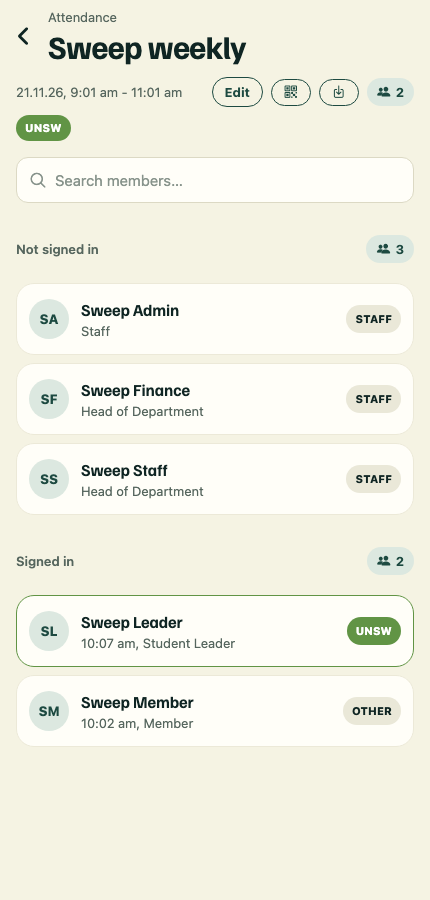 Attendance
Sweep weekly
21.11.26, 9:01 am - 11:01 am
Edit
2
UNSW
Search members...
Not signed in
3
SA
Sweep Admin
Staff
STAFF
SF
Sweep Finance
Head of Department
STAFF
SS
Sweep Staff
Head of Department
STAFF
Signed in
2
SL
Sweep Leader
10:07 am, Student Leader
UNSW
SM
Sweep Member
10:02 am, Member
OTHER